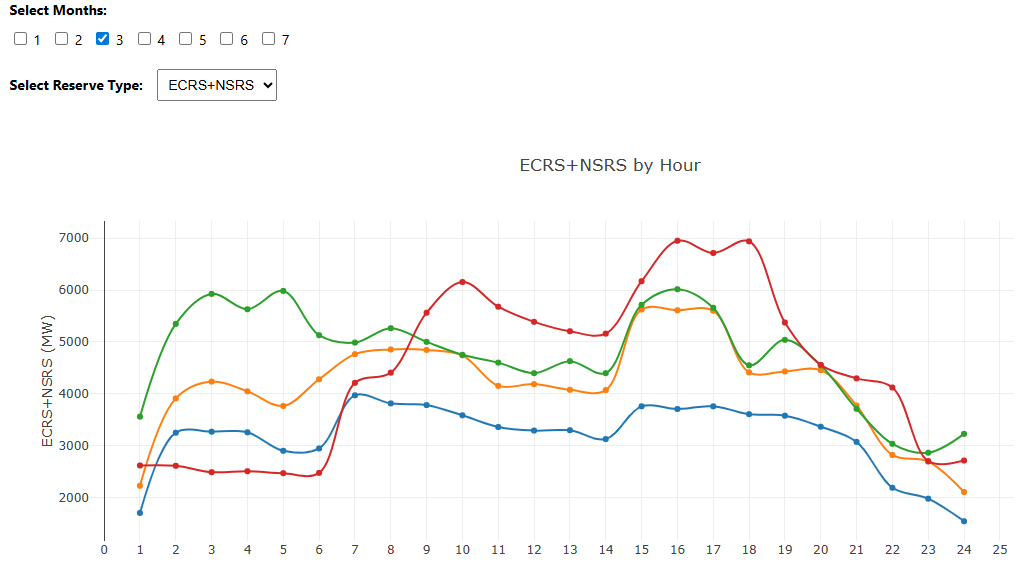 Select Months:
1 2 3 4 5 6 7
Select Reserve Type: ECRS+NSRS
ECRS+NSRS by Hour
ECRS+NSRS (MW)
7000
6000
5000
4000
3000
2000
0 1 2 3 4 5 6 7 8 9 10 11 12 13 14 15 16 17 18 19 20 21 22 23 24 25